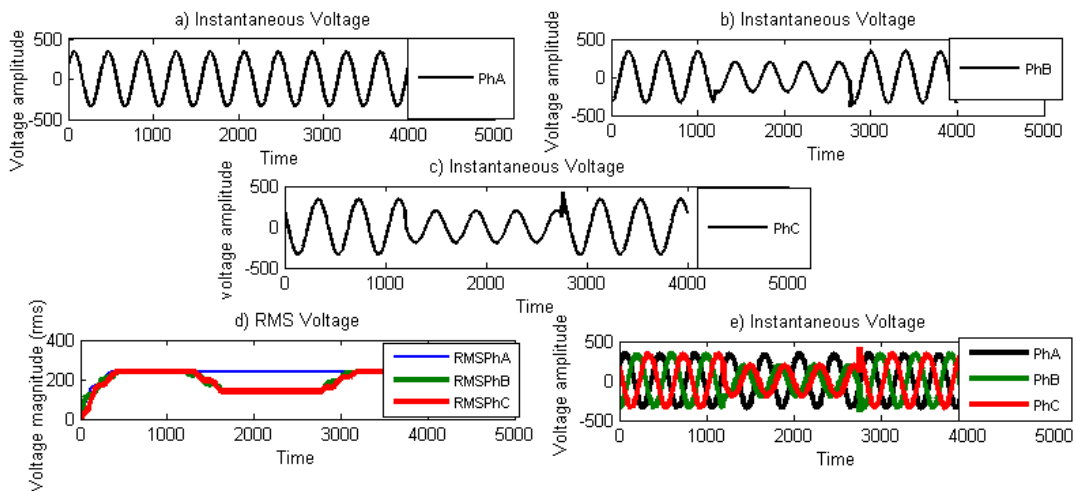 a) Instantaneous Voltage
Voltage amplitude
500
0
-500
0
1000
2000
3000
4000
5000
Time
PhA
b) Instantaneous Voltage
Voltage amplitude
500
0
-500
0
1000
2000
3000
4000
5000
Time
PhB
c) Instantaneous Voltage
voltage amplitude
500
0
-500
0
1000
2000
3000
4000
5000
Time
PhC
d) RMS Voltage
Voltage magnitude (rms)
400
200
0
0
1000
2000
3000
4000
5000
Time
RMSPhA
RMSPhB
RMSPhC
e) Instantaneous Voltage
Voltage amplitude
500
0
-500
0
1000
2000
3000
4000
5000
Time
PhA
PhB
PhC